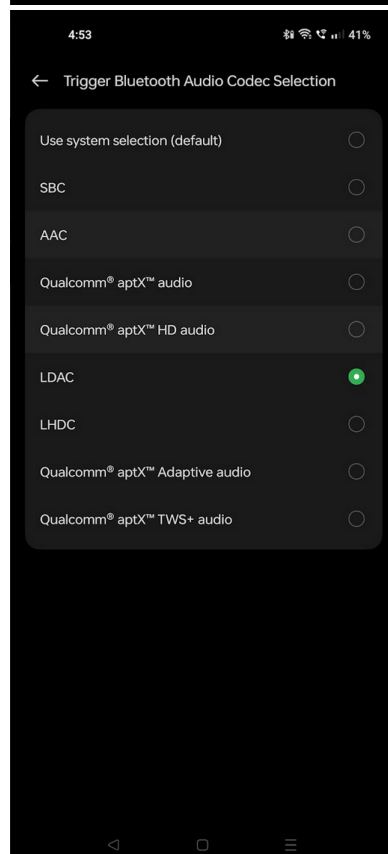 4:53
41%
Trigger Bluetooth Audio Codec Selection
Use system selection (default)
SBC
AAC
Qualcomm® aptX™ audio
Qualcomm® aptX™ HD audio
LDAC
LHDC
Qualcomm® aptX™ Adaptive audio
Qualcomm® aptX™ TWS+ audio